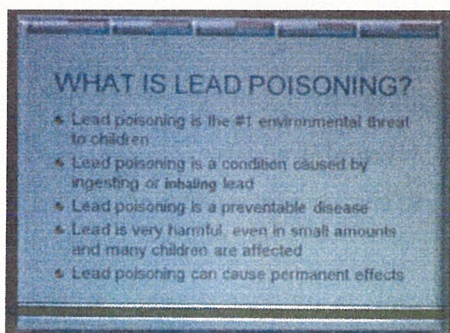 WHAT IS LEAD POISONING?
Lead poisoning is the #1 environmental threat
to children
Lead poisoning is a condition caused by
ingesting or inhaling lead
Lead poisoning is a preventable disease
Lead is very harmful, even in small amounts
and many children are affected
Lead poisoning can cause permanent effects